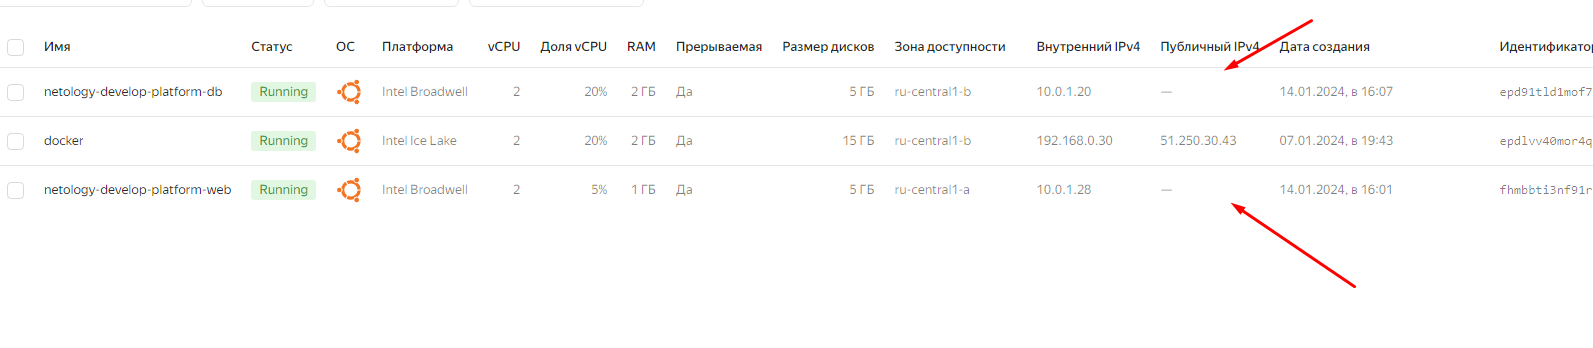 Имя Статус ОС Платформа vCPU Доля vCPU RAM Прерываемая Размер дисков Зона доступности Внутренний IPv4 Публичный IPv4 Дата создания Идентификатор
netology-develop-platform-db Running Intel Broadwell 2 20% 2 ГБ Да 5 ГБ ru-central1-b 10.0.1.20 — 14.01.2024, в 16:07 epd91tld1mof7
docker Running Intel Ice Lake 2 20% 2 ГБ Да 15 ГБ ru-central1-b 192.168.0.30 51.250.30.43 07.01.2024, в 19:43 epdlvv40mor4q
netology-develop-platform-web Running Intel Broadwell 2 5% 1 ГБ Да 5 ГБ ru-central1-a 10.0.1.28 — 14.01.2024, в 16:01 fhmbbti3nf91r